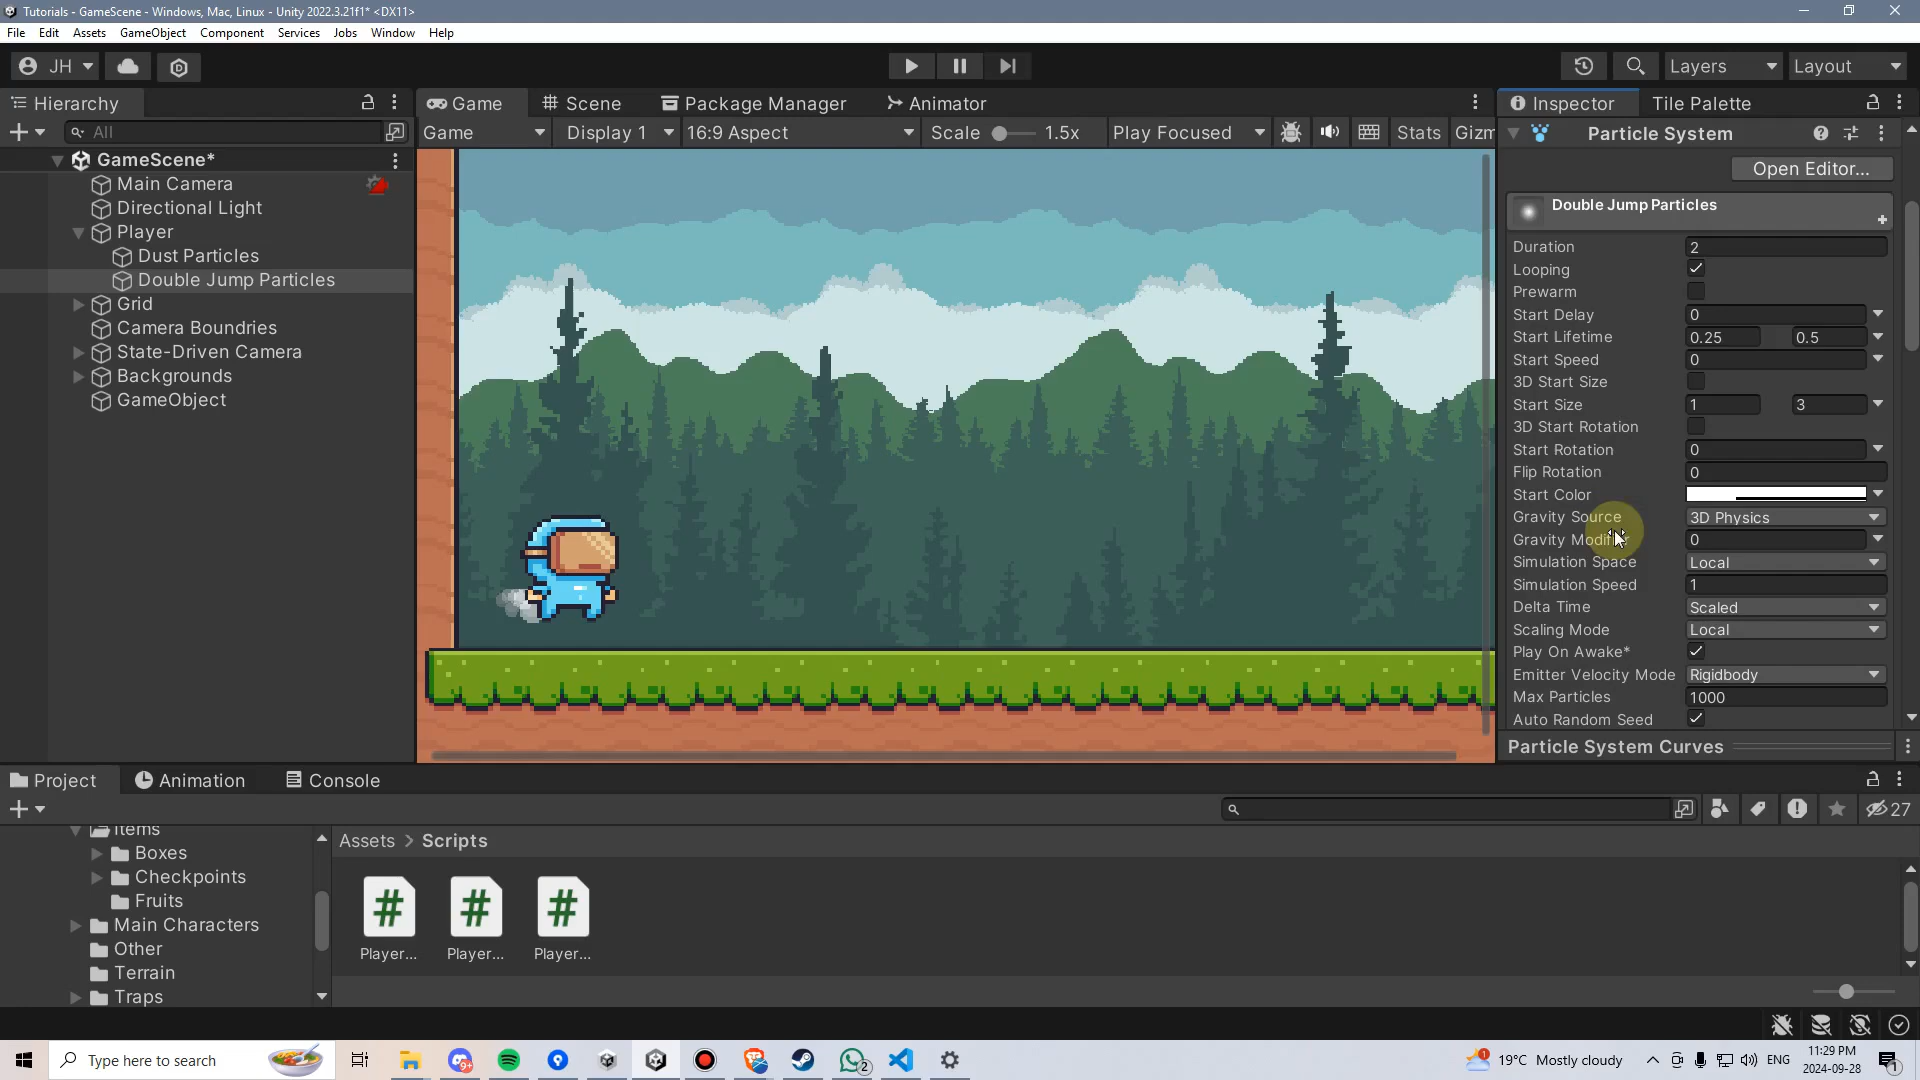 Tutorials - GameScene - Windows, Mac, Linux - Unity 2022.3.21f1* <DX11>
File Edit Assets GameObject Component Services Jobs Window Help
JH Layers Layout
Hierarchy Game Scene Package Manager Animator Inspector Tile Palette
All Game Display 1 16:9 Aspect Scale 1.5x Play Focused Stats Gizm
Particle System
Open Editor...
GameScene*
Main Camera
Directional Light
Player
Dust Particles
Double Jump Particles
Grid
Camera Boundries
State-Driven Camera
Backgrounds
GameObject
Double Jump Particles
Duration 2
Looping
Prewarm
Start Delay 0
Start Lifetime 0.25 0.5
Start Speed 0
3D Start Size
Start Size 1 3
3D Start Rotation
Start Rotation 0
Flip Rotation 0
Start Color
Gravity Source 3D Physics
Gravity Modifier 0
Simulation Space Local
Simulation Speed 1
Delta Time Scaled
Scaling Mode Local
Play On Awake*
Emitter Velocity Mode Rigidbody
Max Particles 1000
Auto Random Seed
Particle System Curves
Project Animation Console
27
Items
Boxes
Checkpoints
Fruits
Main Characters
Other
Terrain
Traps
Assets > Scripts
Player... Player... Player...
Type here to search
9+
2
1
19°C Mostly cloudy
ENG
11:29 PM
2024-09-28
1